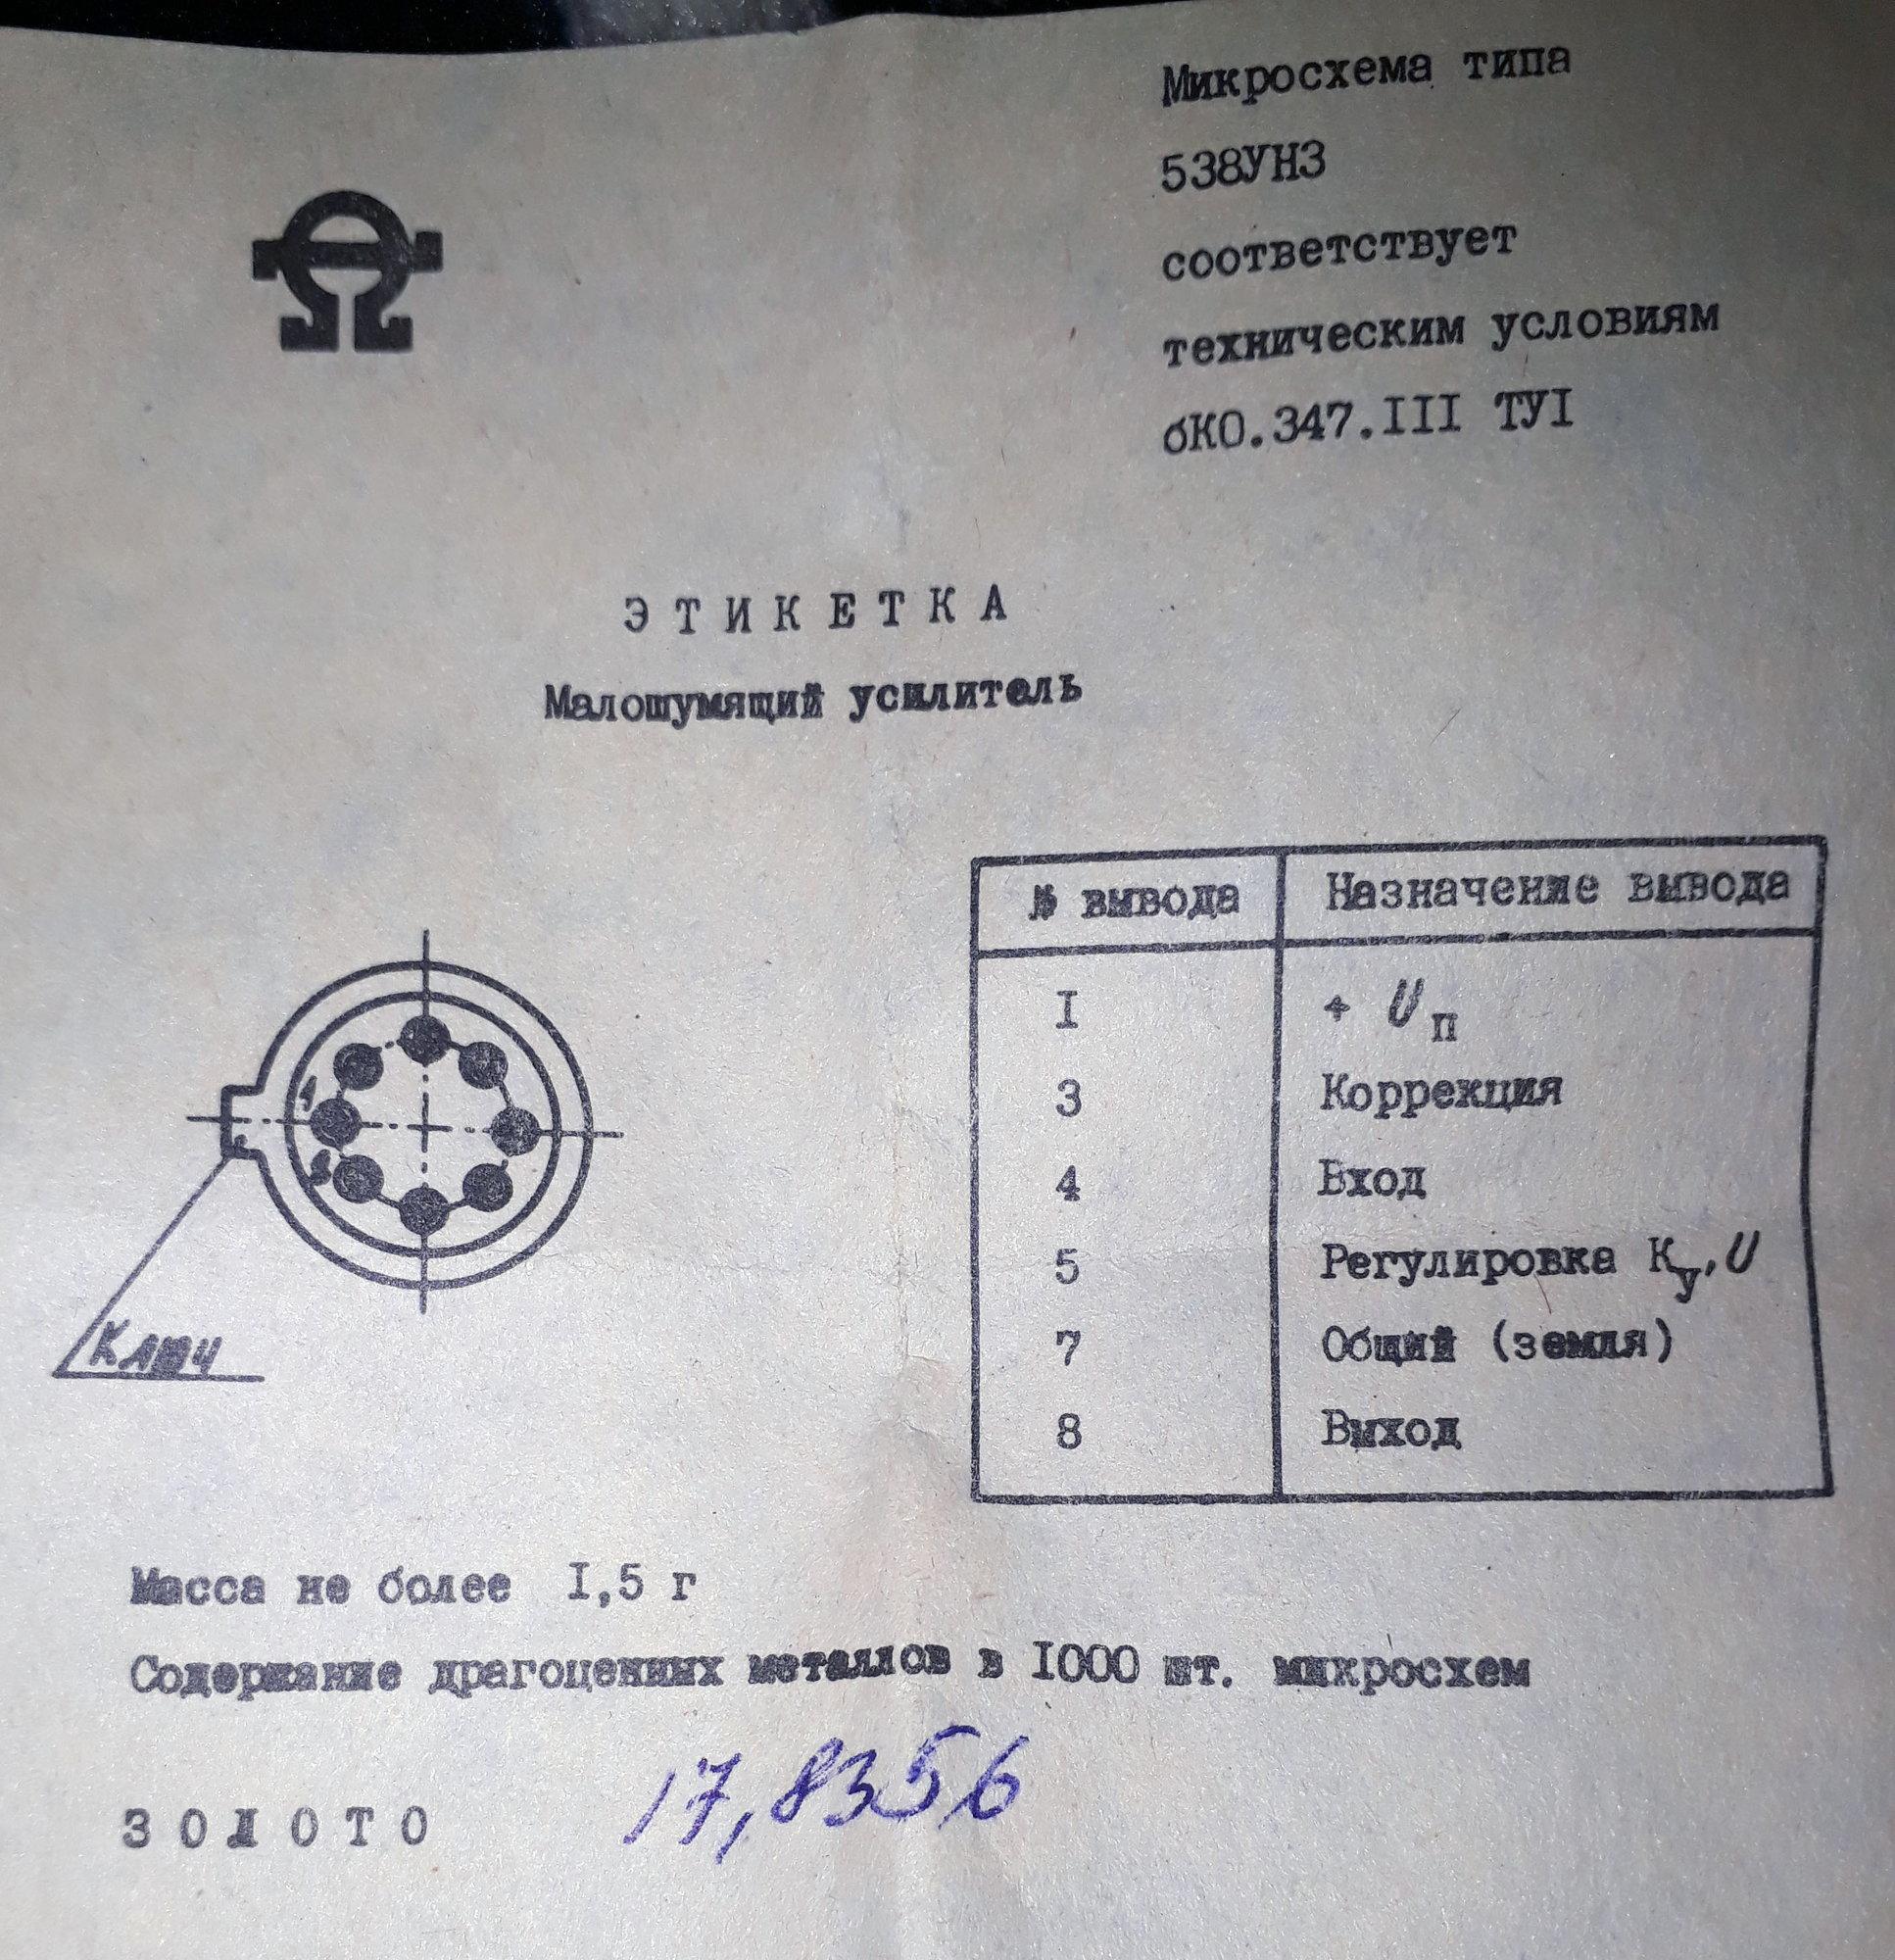 Микросхема типа
538УН3
соответствует
техническим условиям
бКО.347.III ТУI
ЭТИКЕТКА
Малошумящий усилитель
№ вывода Назначение вывода
I + U п
3 Коррекция
4 Вход
5 Регулировка Ку,U
7 Общий (земля)
8 Выход
Ключ
Масса не более I,5 г
Содержание драгоценных металлов в I000 шт. микросхем
ЗОЛОТО 17,8356